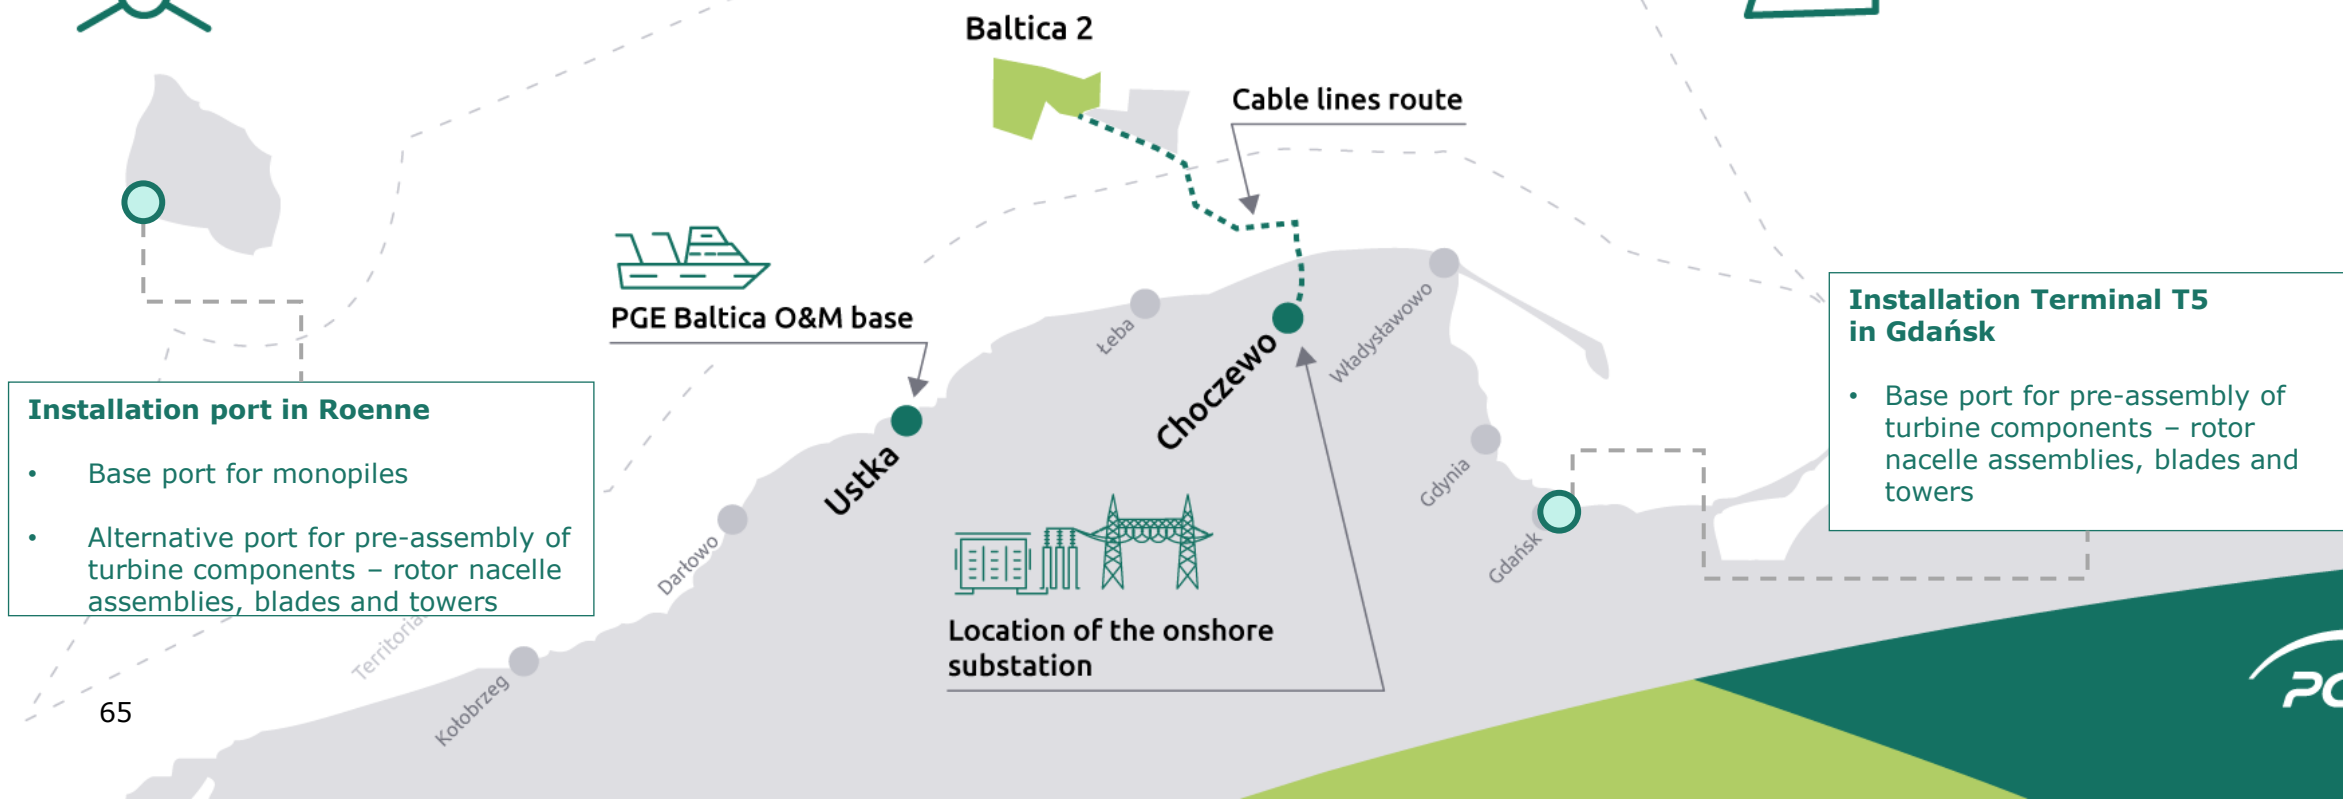 Baltica 2
Cable lines route
PGE Baltica O&M base
Łeba
Choczewo
Władysławowo
Installation Terminal T5
in Gdańsk
• Base port for pre-assembly of
turbine components – rotor
nacelle assemblies, blades and
towers
Installation port in Roenne
• Base port for monopiles
• Alternative port for pre-assembly of
turbine components – rotor nacelle
assemblies, blades and towers
Ustka
Darłowo
Gdynia
Gdańsk
Location of the onshore
substation
Kołobrzeg
65